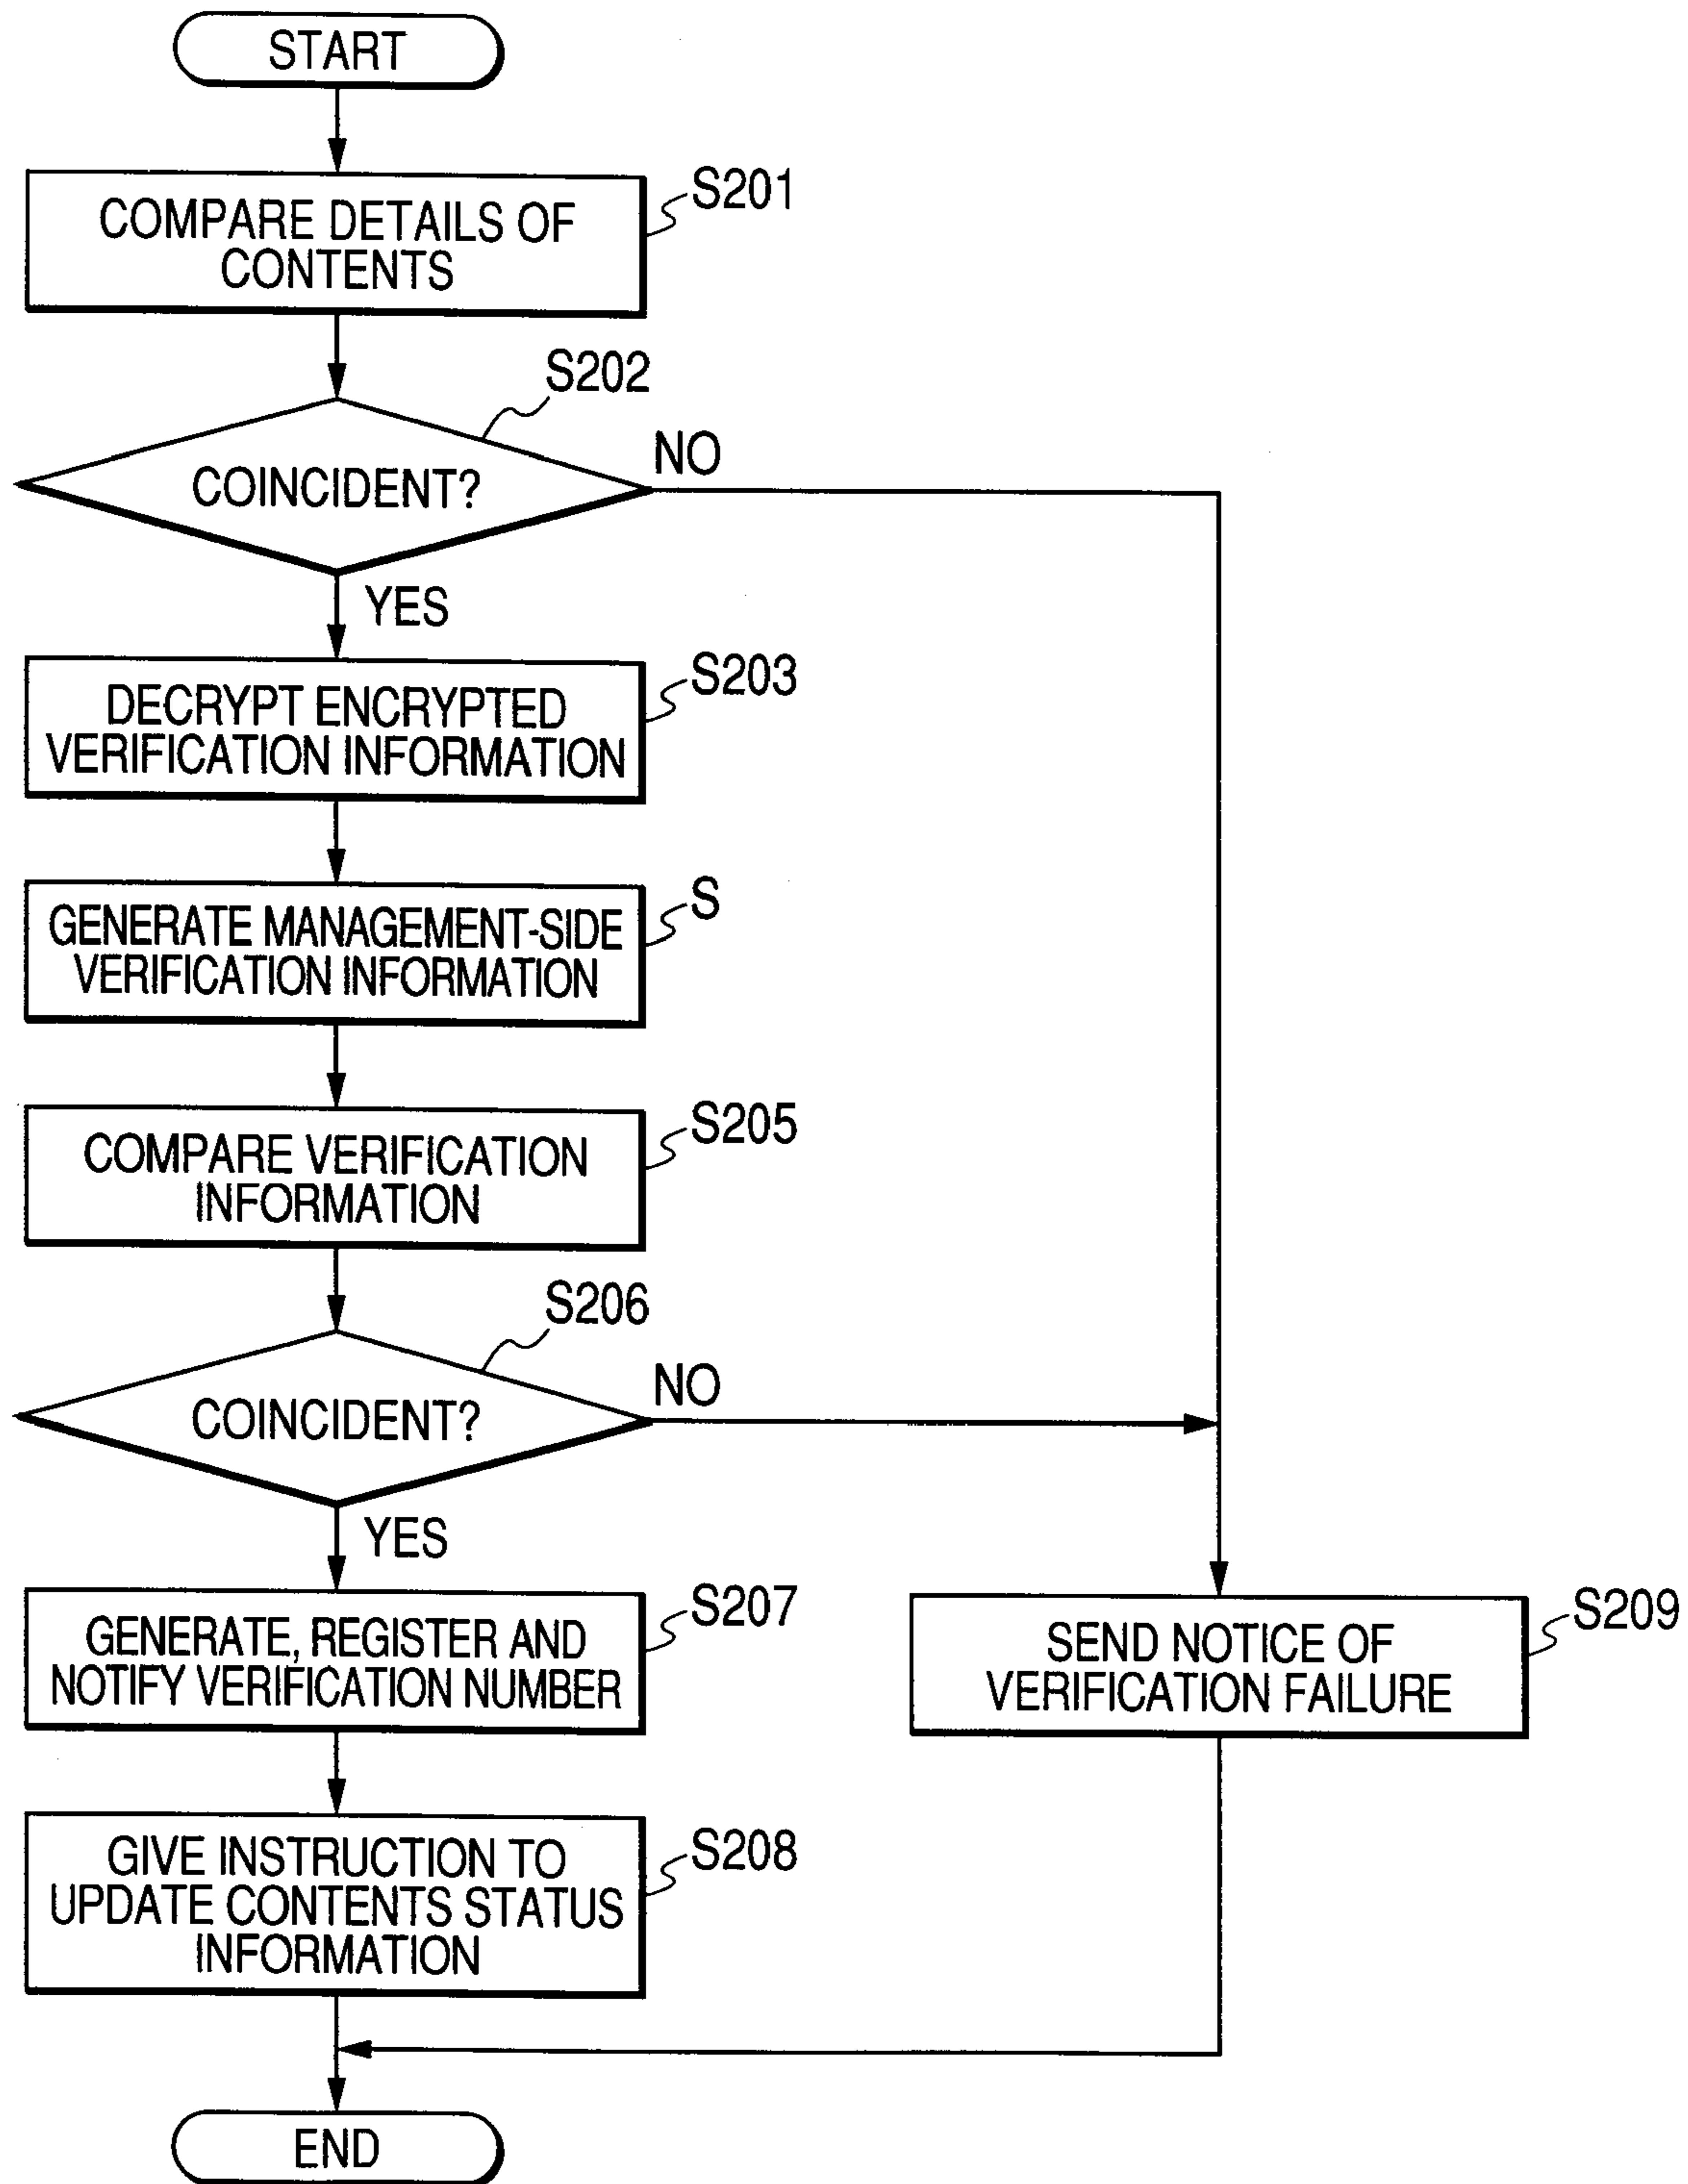 START
COMPARE DETAILS OF
CONTENTS
S201
S202
COINCIDENT?
NO
YES
DECRYPT ENCRYPTED
VERIFICATION INFORMATION
S203
GENERATE MANAGEMENT-SIDE
VERIFICATION INFORMATION
S
COMPARE VERIFICATION
INFORMATION
S205
S206
COINCIDENT?
NO
YES
GENERATE, REGISTER AND
NOTIFY VERIFICATION NUMBER
S207
SEND NOTICE OF
VERIFICATION FAILURE
S209
GIVE INSTRUCTION TO
UPDATE CONTENTS STATUS
INFORMATION
S208
END